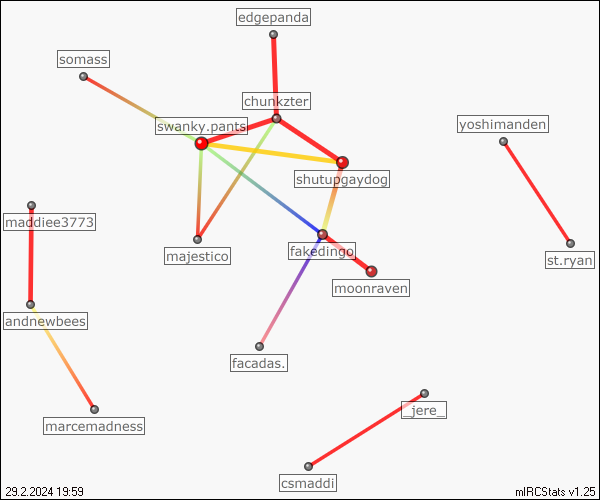 edgepanda
somass
chunkzter
swanky.pants
yoshimanden
shutupgaydog
maddiee3773
fakedingo
majestico
st.ryan
moonraven
andnewbees
facadas.
_jere_
marcemadness
csmaddi
29.2.2024 19:59
mIRCStats v1.25